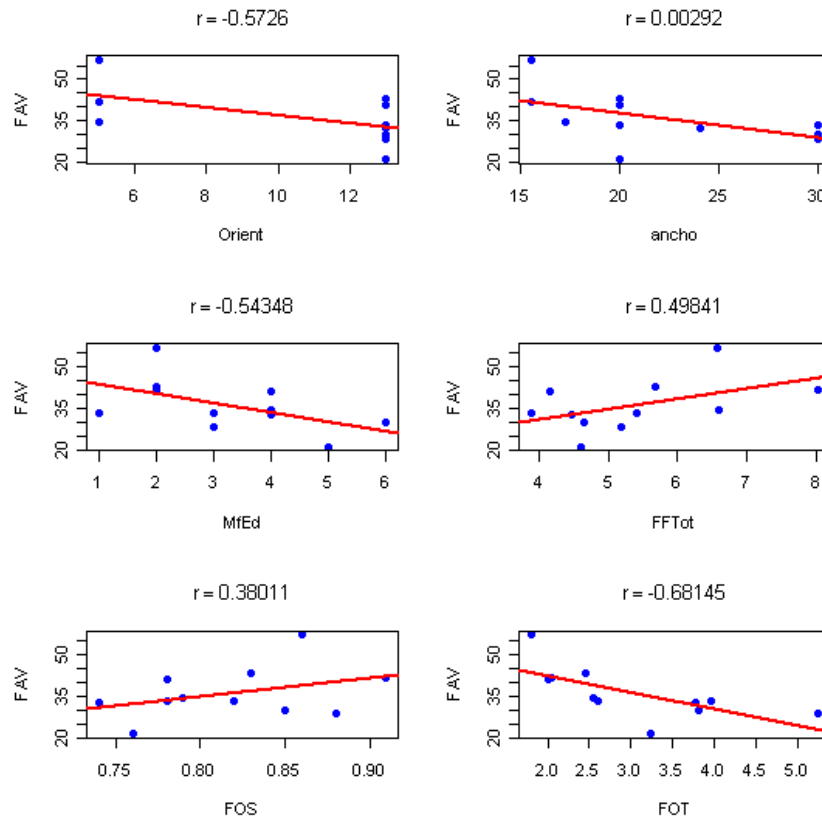 r = -0.5726
r = 0.00292
FAV
20 35 50
6 8 10 12
Orient
FAV
20 35 50
15 20 25 30
ancho
r = -0.54348
r = 0.49841
FAV
20 35 50
1 2 3 4 5 6
MfEd
FAV
20 35 50
4 5 6 7 8
FFTot
r = 0.38011
r = -0.68145
FAV
20 35 50
0.75 0.80 0.85 0.90
FOS
FAV
20 35 50
2.0 2.5 3.0 3.5 4.0 4.5 5.0
FOT